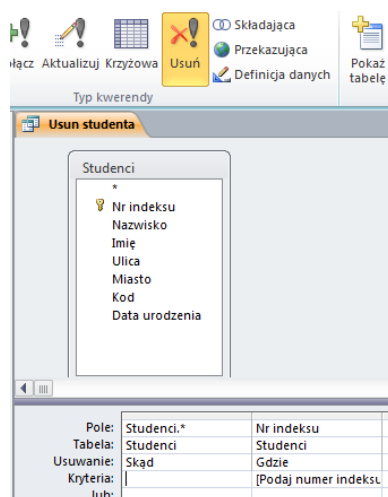 Składająca
Przekazująca
Definicja danych
Aktualizuj Krzyżowa Usuń
Pokaż
tabelę
Typ kwerendy
Usun studenta
Studenci
*
Nr indeksu
Nazwisko
Imię
Ulica
Miasto
Kod
Data urodzenia
Pole: Studenci.* Nr indeksu
Tabela: Studenci Studenci
Usuwanie: Skąd Gdzie
Kryteria: [Podaj numer indeksu
lub: